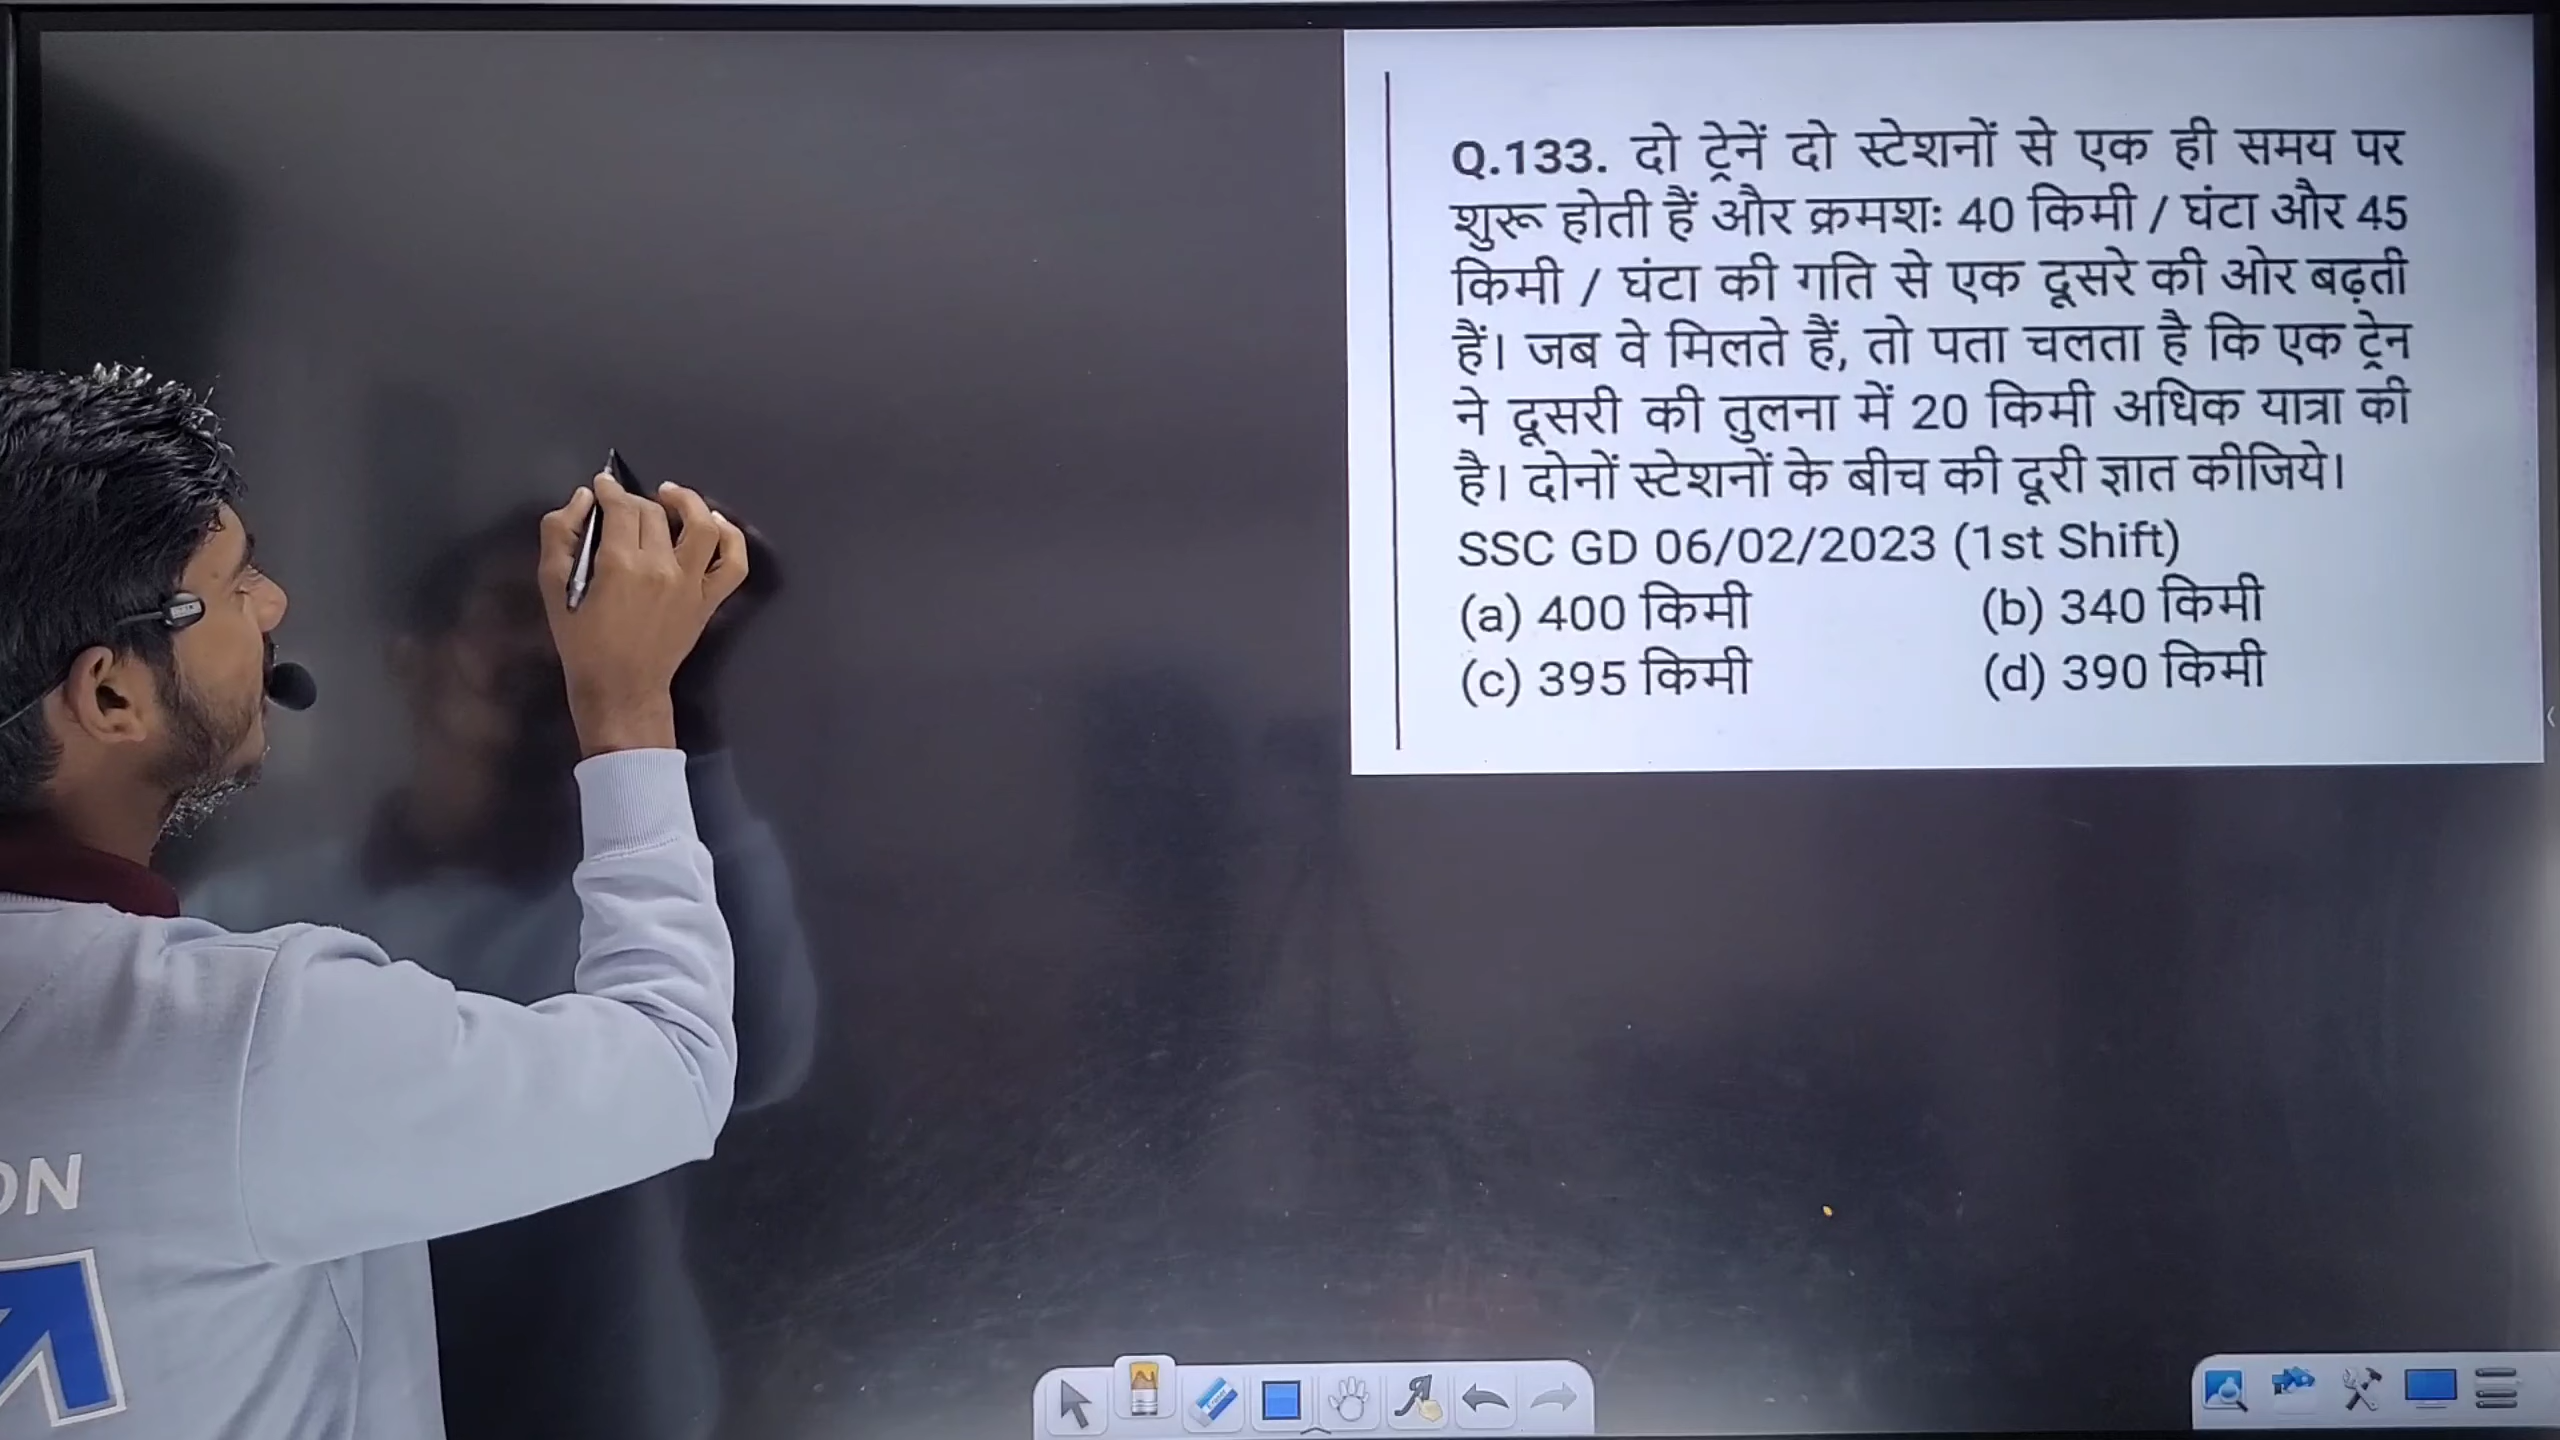 Q.133. दो ट्रेनें दो स्टेशनों से एक ही समय पर
शुरू होती हैं और क्रमशः 40 किमी / घंटा और 45
किमी / घंटा की गति से एक दूसरे की ओर बढ़ती
हैं। जब वे मिलते हैं, तो पता चलता है कि एक ट्रेन
ने दूसरी की तुलना में 20 किमी अधिक यात्रा की
है। दोनों स्टेशनों के बीच की दूरी ज्ञात कीजिये।
SSC GD 06/02/2023 (1st Shift)
(a) 400 किमी (b) 340 किमी
(c) 395 किमी (d) 390 किमी
ON